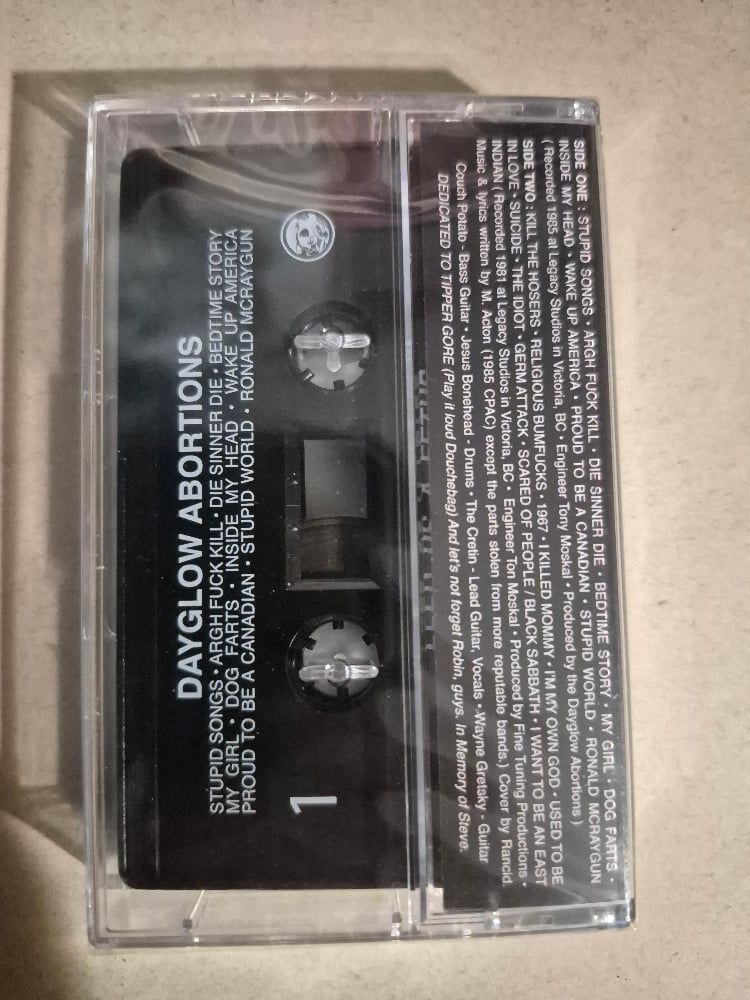 SIDE ONE : STUPID SONGS • ARGH FUCK KILL • DIE SINNER DIE • BEDTIME STORY • MY GIRL • DOG FARTS •
INSIDE MY HEAD • WAKE UP AMERICA • PROUD TO BE A CANADIAN • STUPID WORLD • RONALD MCRAYGUN
( Recorded 1985 at Legacy Studios in Victoria, BC • Engineer Tony Moskal • Produced by the Dayglow Abortions )
SIDE TWO : KILL THE HOSERS • RELIGIOUS BUMFUCKS • 1967 • I KILLED MOMMY • I'M MY OWN GOD • USED TO BE
IN LOVE • SUICIDE • THE IDIOT • GERM ATTACK • SCARED OF PEOPLE / BLACK SABBATH • I WANT TO BE AN EAST
INDIAN ( Recorded 1981 at Legacy Studios in Victoria, BC • Engineer Ton Moskal • Produced by Fine Tuning Productions •
Music & lyrics written by M. Acton (1985 CPAC) except the parts stolen from more reputable bands.) Cover by Rancid.
Couch Potato - Bass Guitar • Jesus Bonehead - Drums • The Cretin - Lead Guitar, Vocals • Wayne Gretsky - Guitar
DEDICATED TO TIPPER GORE (Play it loud Douchebag) And let's not forget Robin, guys. In Memory of Steve.
DAYGLOW ABORTIONS
STUPID SONGS • ARGH FUCK KILL • DIE SINNER DIE • BEDTIME STORY
MY GIRL • DOG FARTS • INSIDE MY HEAD • WAKE UP AMERICA
PROUD TO BE A CANADIAN • STUPID WORLD • RONALD MCRAYGUN
1